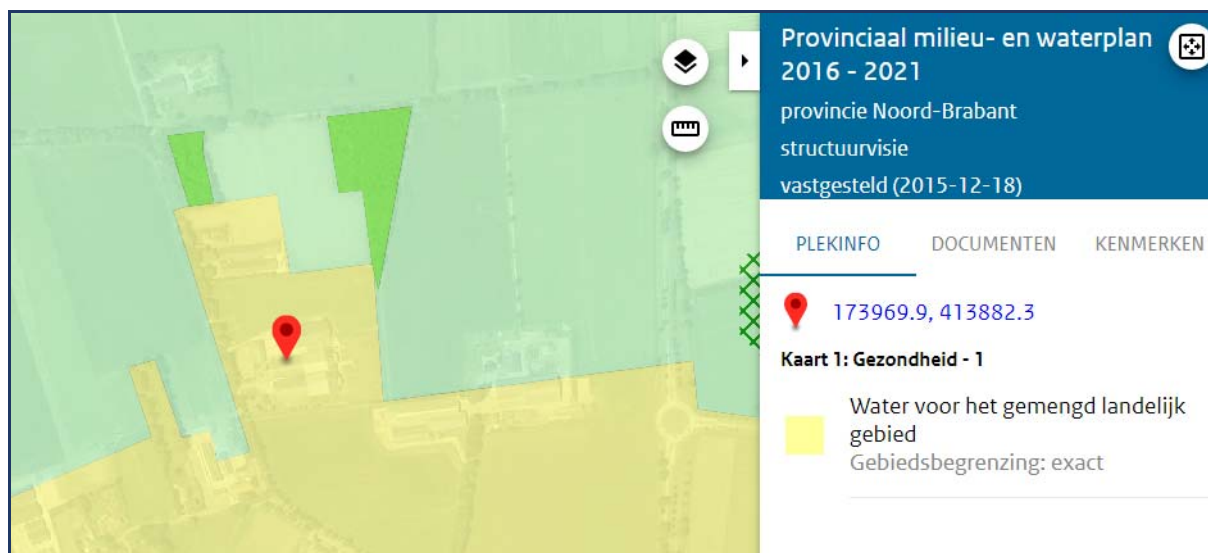 Provinciaal milieu- en waterplan
2016 - 2021
provincie Noord-Brabant
structuurvisie
vastgesteld (2015-12-18)
PLEKINFO DOCUMENTEN KENMERKEN
173969.9, 413882.3
Kaart 1: Gezondheid - 1
Water voor het gemengd landelijk
gebied
Gebiedsbegrenzing: exact